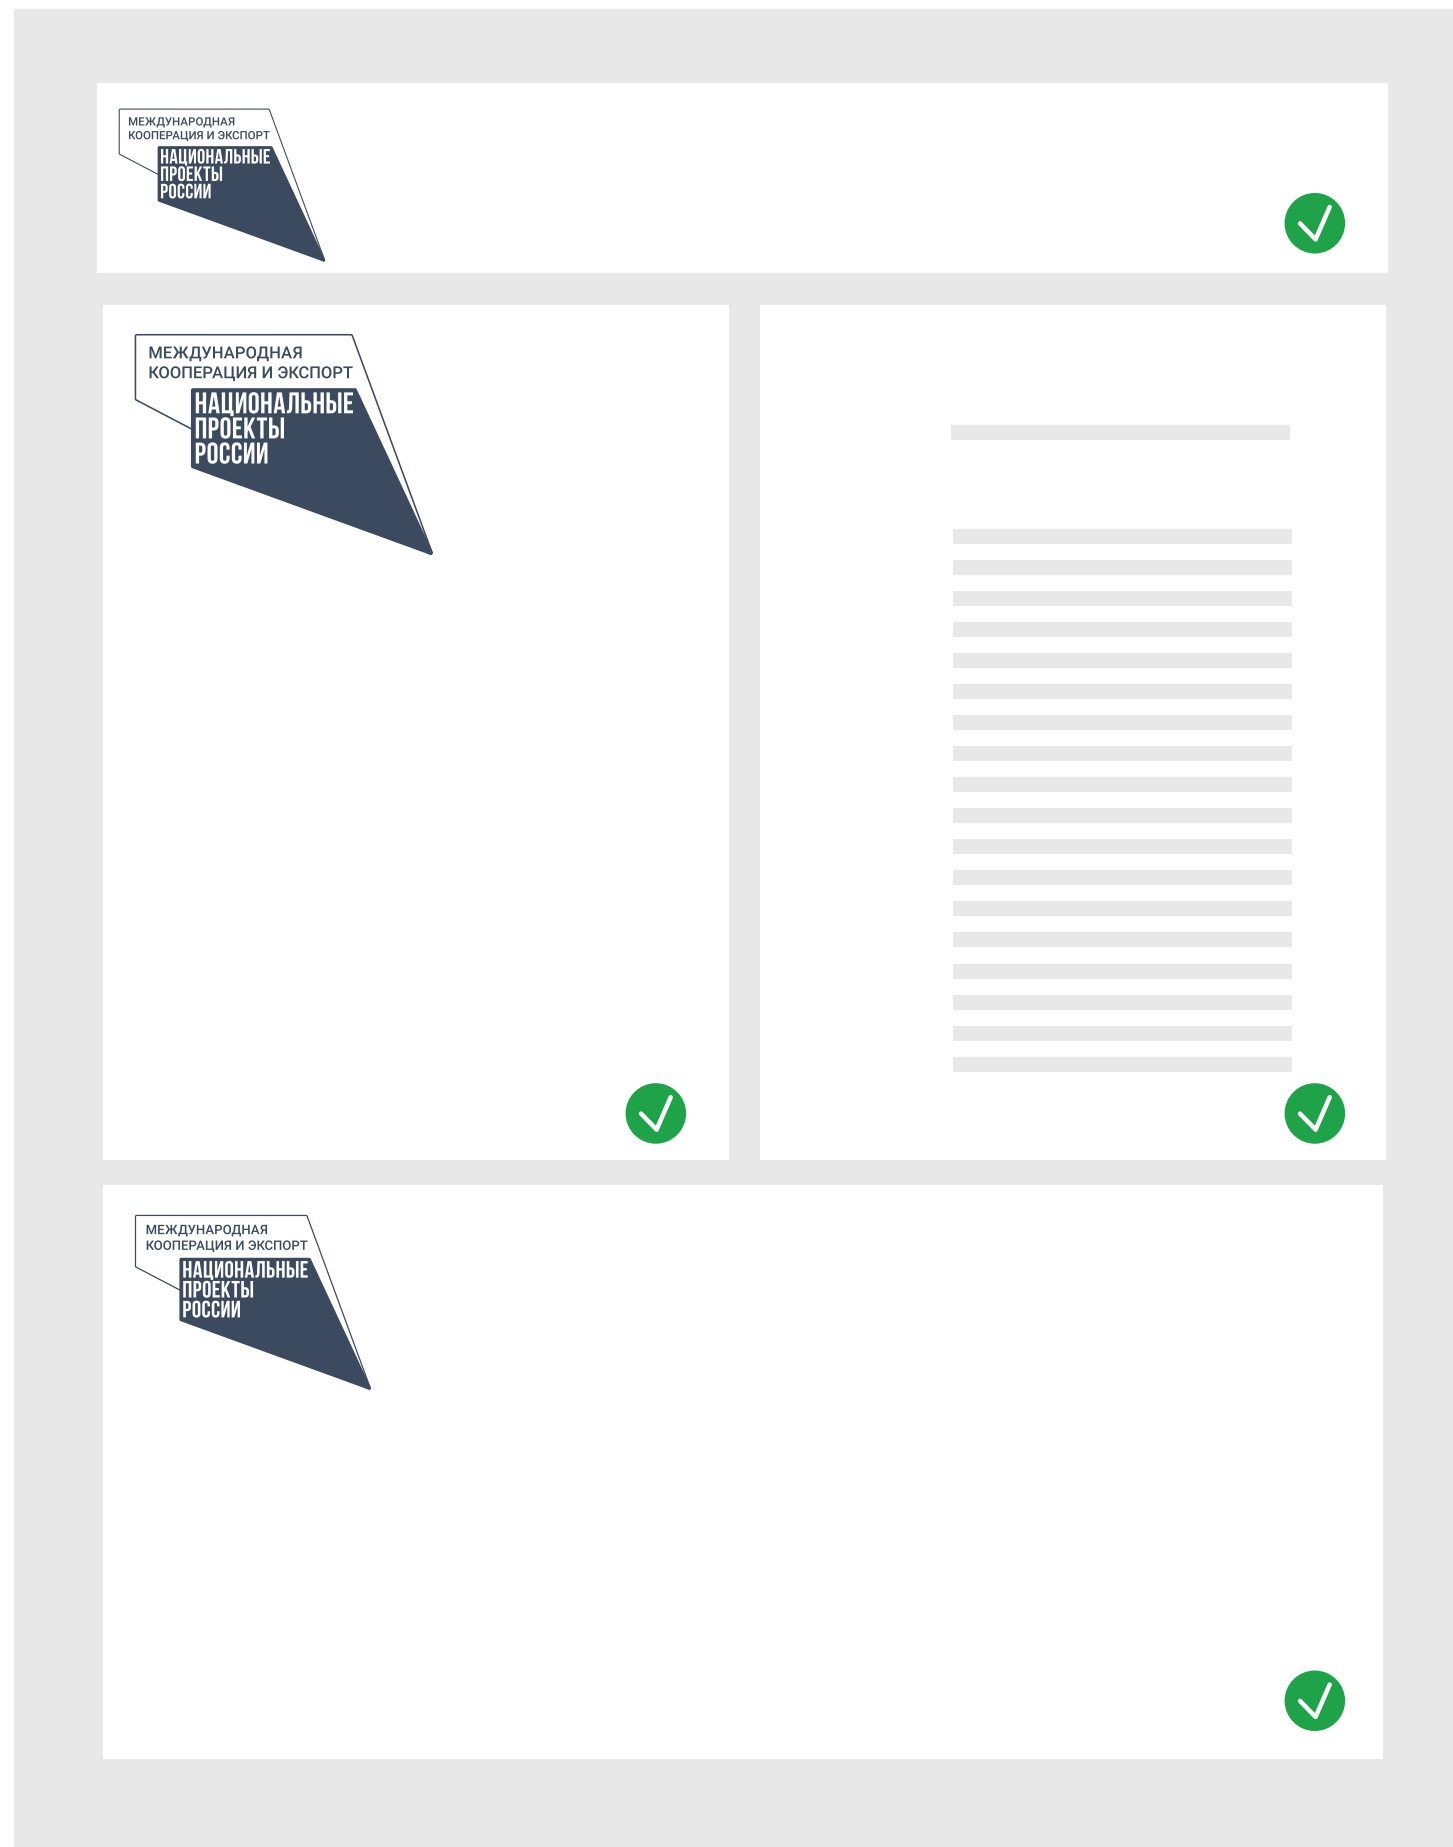 МЕЖДУНАРОДНАЯ
КООПЕРАЦИЯ И ЭКСПОРТ
НАЦИОНАЛЬНЫЕ
ПРОЕКТЫ
РОССИИ
МЕЖДУНАРОДНАЯ
КООПЕРАЦИЯ И ЭКСПОРТ
НАЦИОНАЛЬНЫЕ
ПРОЕКТЫ
РОССИИ
МЕЖДУНАРОДНАЯ
КООПЕРАЦИЯ И ЭКСПОРТ
НАЦИОНАЛЬНЫЕ
ПРОЕКТЫ
РОССИИ